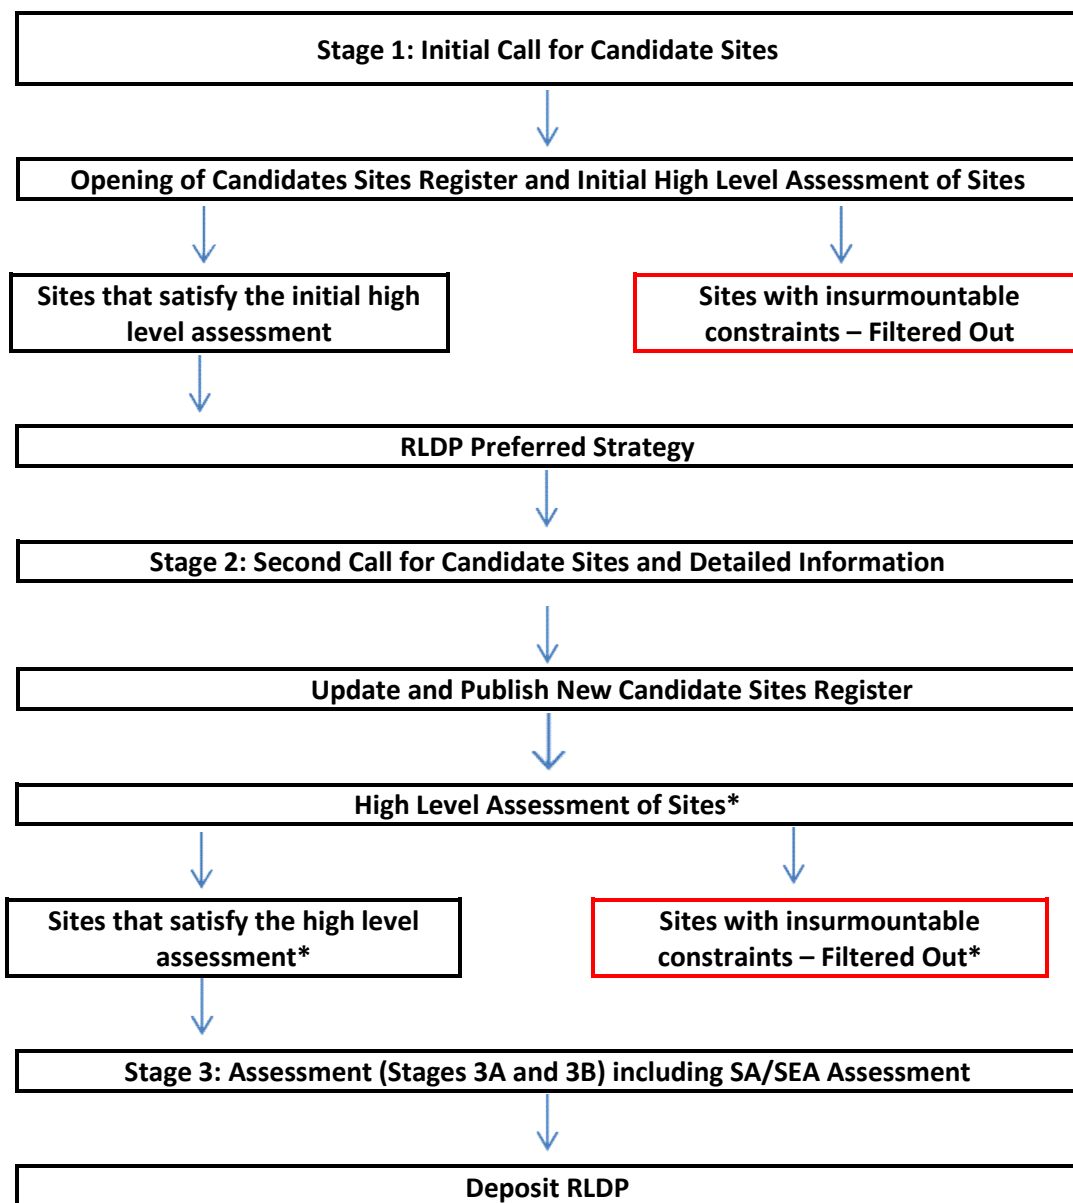 Stage 1: Initial Call for Candidate Sites
Opening of Candidates Sites Register and Initial High Level Assessment of Sites
Sites that satisfy the initial high
level assessment
Sites with insurmountable
constraints – Filtered Out
RLDP Preferred Strategy
Stage 2: Second Call for Candidate Sites and Detailed Information
Update and Publish New Candidate Sites Register
High Level Assessment of Sites*
Sites that satisfy the high level
assessment*
Sites with insurmountable
constraints – Filtered Out*
Stage 3: Assessment (Stages 3A and 3B) including SA/SEA Assessment
Deposit RLDP